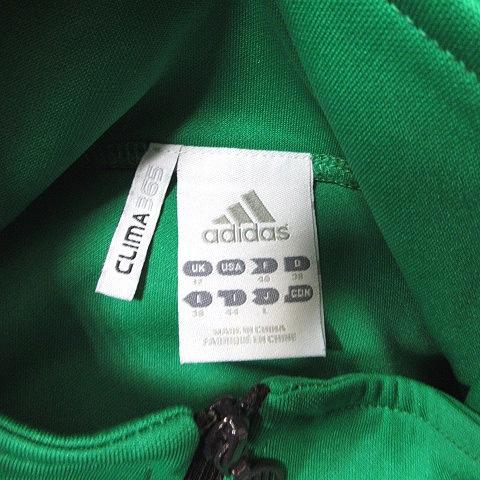 CLIMA365
adidas
UK USA F D
12 40 38
I J CDN
38 44 L
MADE IN CHINA
FABRIQUÉ EN CHINE